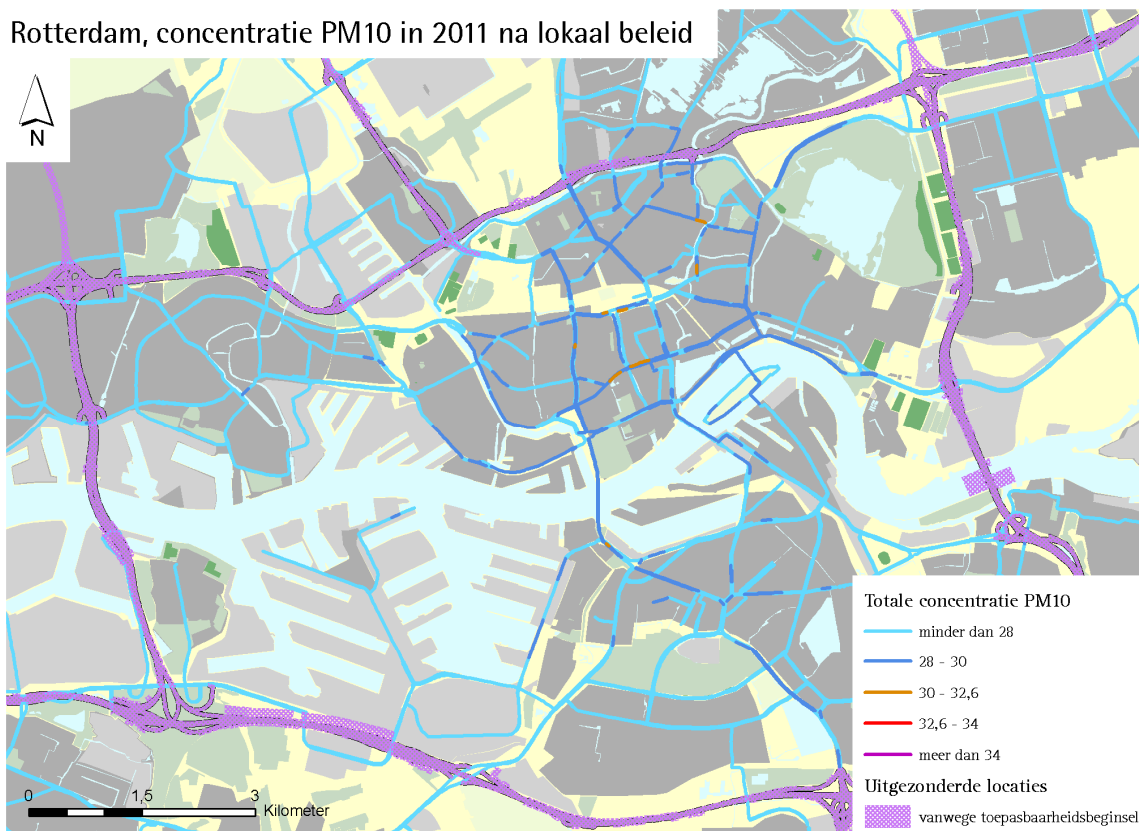 Rotterdam, concentratie PM10 in 2011 na lokaal beleid
N
Totale concentratie PM10
minder dan 28
28 - 30
30 - 32,6
32,6 - 34
meer dan 34
Uitgezonderde locaties
vanwege toepasbaarheidsbeginsel
0 1,5 3
Kilometer